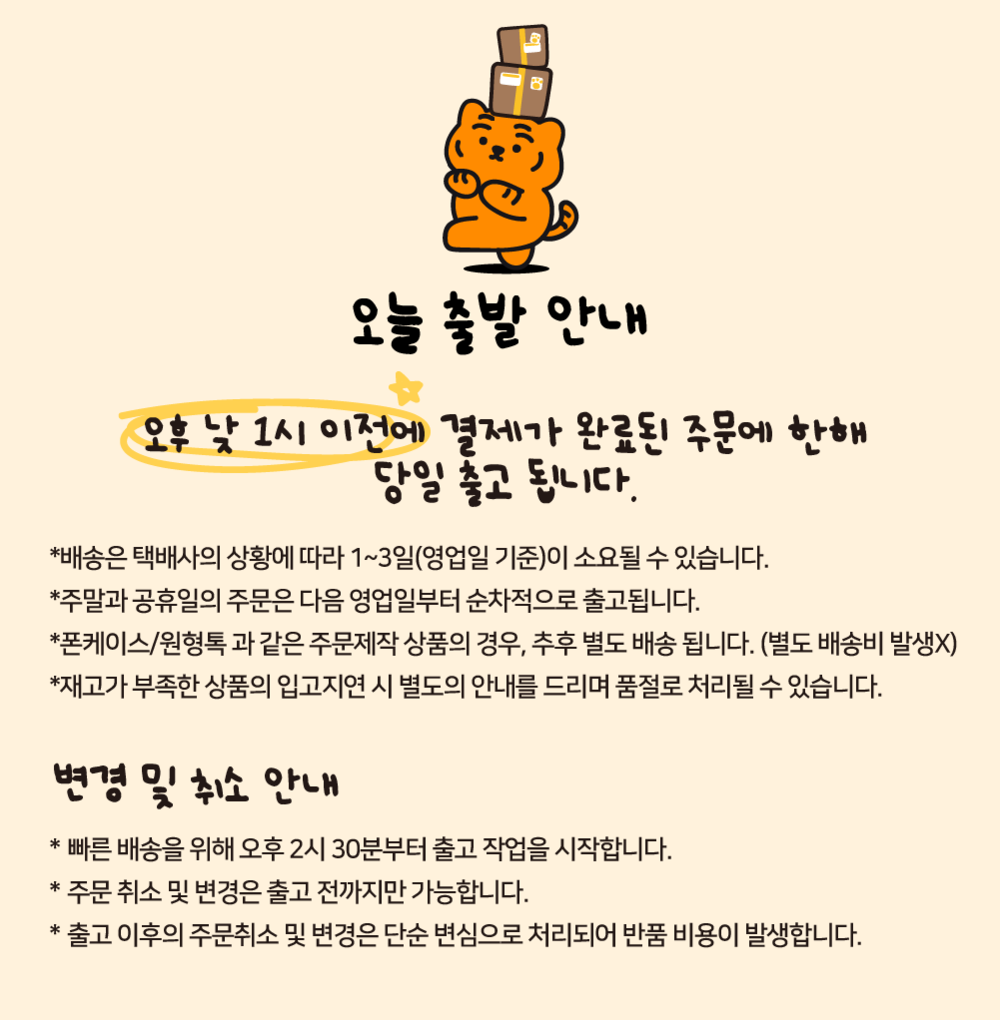 오늘 출발 안내
오후 낮 1시 이전에 결제가 완료된 주문에 한해
당일 출고 됩니다.
*배송은 택배사의 상황에 따라 1~3일(영업일 기준)이 소요될 수 있습니다.
*주말과 공휴일의 주문은 다음 영업일부터 순차적으로 출고됩니다.
*폰케이스/원형톡 과 같은 주문제작 상품의 경우, 추후 별도 배송 됩니다. (별도 배송비 발생X)
*재고가 부족한 상품의 입고지연 시 별도의 안내를 드리며 품절로 처리될 수 있습니다.
변경 및 취소 안내
* 빠른 배송을 위해 오후 2시 30분부터 출고 작업을 시작합니다.
* 주문 취소 및 변경은 출고 전까지만 가능합니다.
* 출고 이후의 주문취소 및 변경은 단순 변심으로 처리되어 반품 비용이 발생합니다.